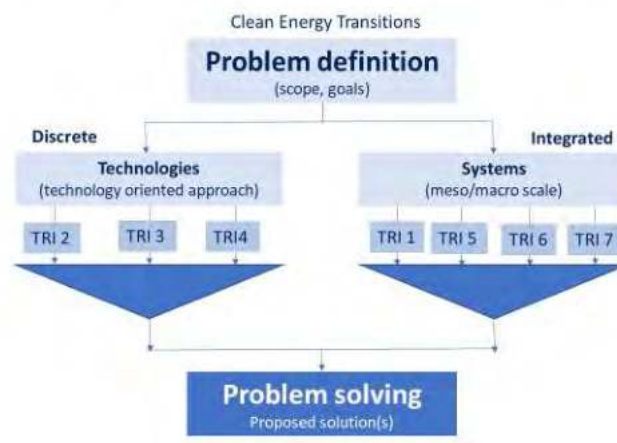 Clean Energy Transitions
Problem definition
(scope, goals)
Discrete
Integrated
Technologies
(technology oriented approach)
Systems
(meso/macro scale)
TRI 2
TRI 3
TRI4
TRI 1
TRI 5
TRI 6
TRI 7
Problem solving
Proposed solution(s)